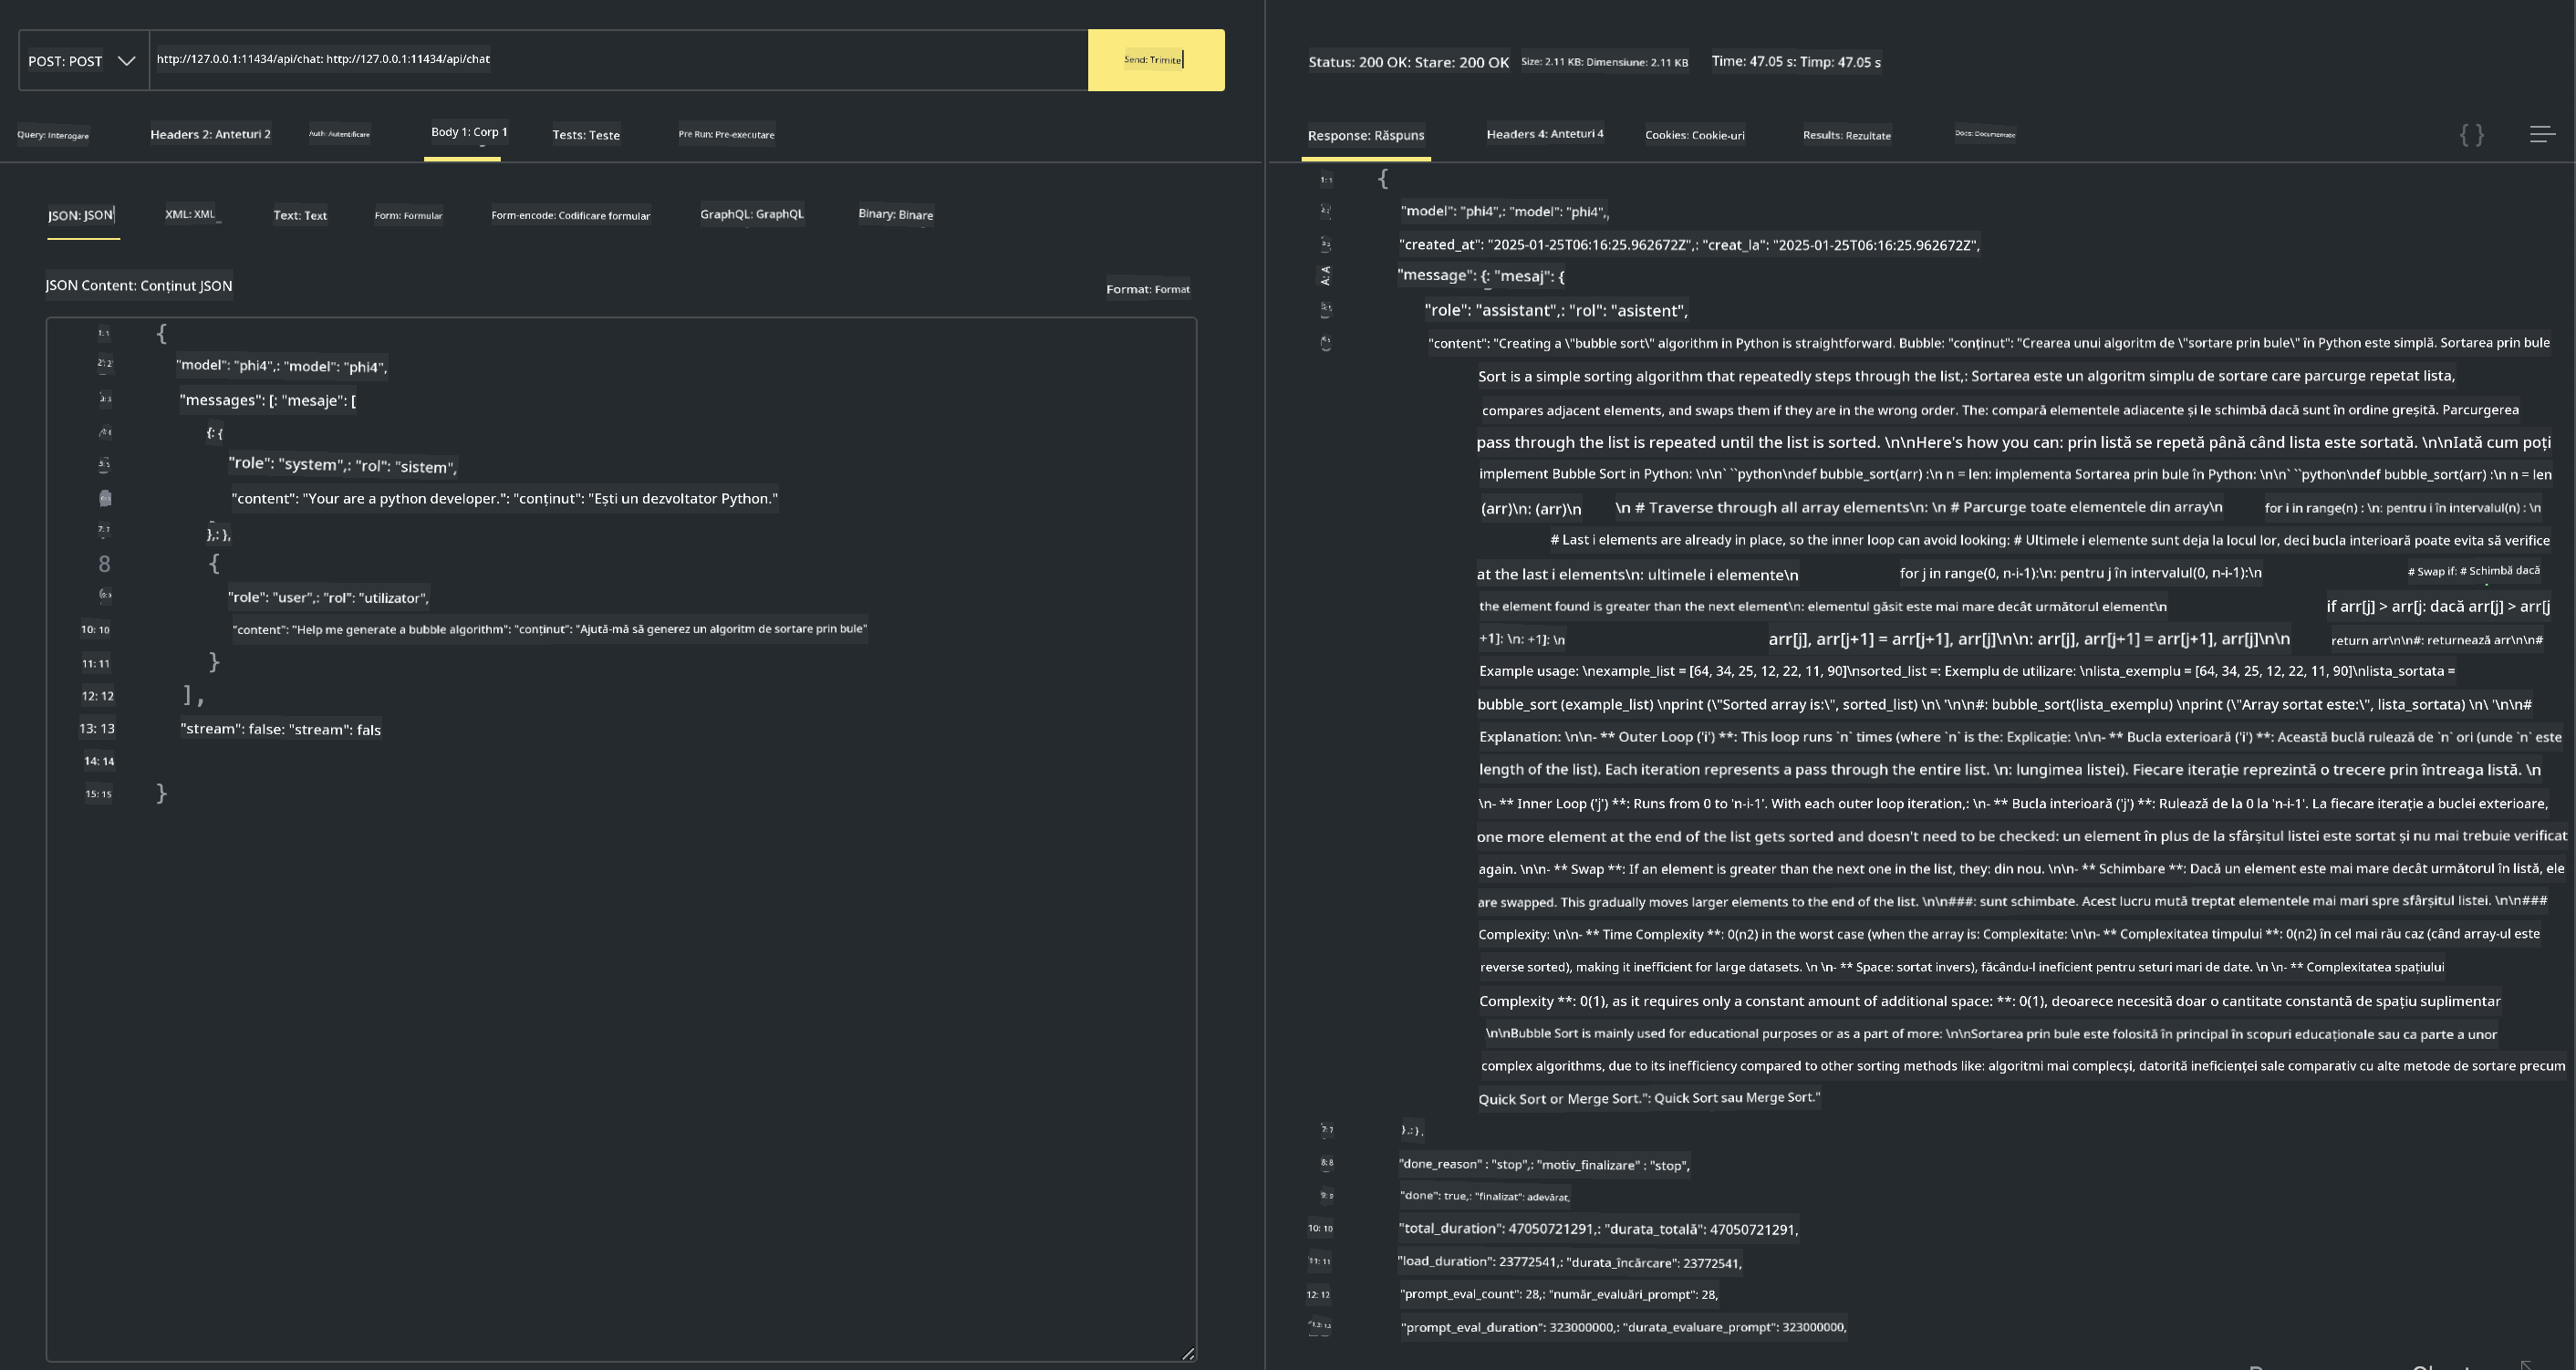 POST: POST
http://127.0.0.1:11434/api/chat: http://127.0.0.1:11434/api/chat
Send: Trimite
Query: Interogare
Headers 2: Anteturi 2
Auth: Autentificare
Body 1: Corp 1
Tests: Teste
Pre Run: Pre-executare
JSON: JSON
XML: XML
Text: Text
Form: Formular
Form-encode: Codificare formular
GraphQL: GraphQL
Binary: Binare
JSON Content: Conținut JSON
Format: Format
1: 1 {
2: 2 "model": "phi4",: "model": "phi4",
"messages": [: "mesaje": [
{: {
"role": "system",: "rol": "sistem",
"content": "Your are a python developer.": "conținut": "Ești un dezvoltator Python."
7: 7 },: },
8 {
"role": "user",: "rol": "utilizator",
10: 10 "content": "Help me generate a bubble algorithm": "conținut": "Ajută-mă să generez un algoritm de sortare prin bule"
11: 11 }
12: 12 ],
13: 13 "stream": false: "stream": fals
14: 14
15: 15 }
Status: 200 OK: Stare: 200 OK
Size: 2.11 KB: Dimensiune: 2.11 KB
Time: 47.05 s: Timp: 47.05 s
Response: Răspuns
Headers 4: Anteturi 4
Cookies: Cookie-uri
Results: Rezultate
Docs: Documentate
{ }
1: 1 {
"model": "phi4",: "model": "phi4",
"created_at": "2025-01-25T06:16:25.962672Z",: "creat_la": "2025-01-25T06:16:25.962672Z",
A: A "message": {: "mesaj": {
"role": "assistant",: "rol": "asistent",
"content": "Creating a \"bubble sort\" algorithm in Python is straightforward. Bubble: "conținut": "Crearea unui algoritm de \"sortare prin bule\" în Python este simplă. Sortarea prin bule
Sort is a simple sorting algorithm that repeatedly steps through the list,: Sortarea este un algoritm simplu de sortare care parcurge repetat lista,
compares adjacent elements, and swaps them if they are in the wrong order. The: compară elementele adiacente și le schimbă dacă sunt în ordine greșită. Parcurgerea
pass through the list is repeated until the list is sorted. \n\nHere's how you can: prin listă se repetă până când lista este sortată. \n\nIată cum poți
implement Bubble Sort in Python: \n\n` ``python\ndef bubble_sort(arr) :\n n = len: implementa Sortarea prin bule în Python: \n\n` ``python\ndef bubble_sort(arr) :\n n = len
(arr)\n: (arr)\n \n # Traverse through all array elements\n: \n # Parcurge toate elementele din array\n for i in range(n) : \n: pentru i în intervalul(n) : \n
# Last i elements are already in place, so the inner loop can avoid looking: # Ultimele i elemente sunt deja la locul lor, deci bucla interioară poate evita să verifice
at the last i elements\n: ultimele i elemente\n for j in range(0, n-i-1):\n: pentru j în intervalul(0, n-i-1):\n # Swap if: # Schimbă dacă
the element found is greater than the next element\n: elementul găsit este mai mare decât următorul element\n if arr[j] > arr[j: dacă arr[j] > arr[j
+1]: \n: +1]: \n arr[j], arr[j+1] = arr[j+1], arr[j]\n\n: arr[j], arr[j+1] = arr[j+1], arr[j]\n\n return arr\n\n#: returnează arr\n\n#
Example usage: \nexample_list = [64, 34, 25, 12, 22, 11, 90]\nsorted_list =: Exemplu de utilizare: \nlista_exemplu = [64, 34, 25, 12, 22, 11, 90]\nlista_sortata =
bubble_sort (example_list) \nprint (\"Sorted array is:\", sorted_list) \n\ '\n\n#: bubble_sort(lista_exemplu) \nprint (\"Array sortat este:\", lista_sortata) \n\ '\n\n#
Explanation: \n\n- ** Outer Loop ('i') **: This loop runs `n` times (where `n` is the: Explicație: \n\n- ** Bucla exterioară ('i') **: Această buclă rulează de `n` ori (unde `n` este
length of the list). Each iteration represents a pass through the entire list. \n: lungimea listei). Fiecare iterație reprezintă o trecere prin întreaga listă. \n
\n- ** Inner Loop ('j') **: Runs from 0 to 'n-i-1'. With each outer loop iteration,: \n- ** Bucla interioară ('j') **: Rulează de la 0 la 'n-i-1'. La fiecare iterație a buclei exterioare,
one more element at the end of the list gets sorted and doesn't need to be checked: un element în plus de la sfârșitul listei este sortat și nu mai trebuie verificat
again. \n\n- ** Swap **: If an element is greater than the next one in the list, they: din nou. \n\n- ** Schimbare **: Dacă un element este mai mare decât următorul în listă, ele
are swapped. This gradually moves larger elements to the end of the list. \n\n###: sunt schimbate. Acest lucru mută treptat elementele mai mari spre sfârșitul listei. \n\n###
Complexity: \n\n- ** Time Complexity **: 0(n2) in the worst case (when the array is: Complexitate: \n\n- ** Complexitatea timpului **: 0(n2) în cel mai rău caz (când array-ul este
reverse sorted), making it inefficient for large datasets. \n \n- ** Space: sortat invers), făcându-l ineficient pentru seturi mari de date. \n \n- ** Complexitatea spațiului
Complexity **: 0(1), as it requires only a constant amount of additional space: **: 0(1), deoarece necesită doar o cantitate constantă de spațiu suplimentar
\n\nBubble Sort is mainly used for educational purposes or as a part of more: \n\nSortarea prin bule este folosită în principal în scopuri educaționale sau ca parte a unor
complex algorithms, due to its inefficiency compared to other sorting methods like: algoritmi mai complecși, datorită ineficienței sale comparativ cu alte metode de sortare precum
Quick Sort or Merge Sort.": Quick Sort sau Merge Sort."
7: 7 },: },
8: 8 "done_reason" : "stop",: "motiv_finalizare" : "stop",
9: 9 "done": true,: "finalizat": adevărat,
10: 10 "total_duration": 47050721291,: "durata_totală": 47050721291,
11: 11 "load_duration": 23772541,: "durata_încărcare": 23772541,
12: 12 "prompt_eval_count": 28,: "număr_evaluări_prompt": 28,
"prompt_eval_duration": 323000000,: "durata_evaluare_prompt": 323000000,